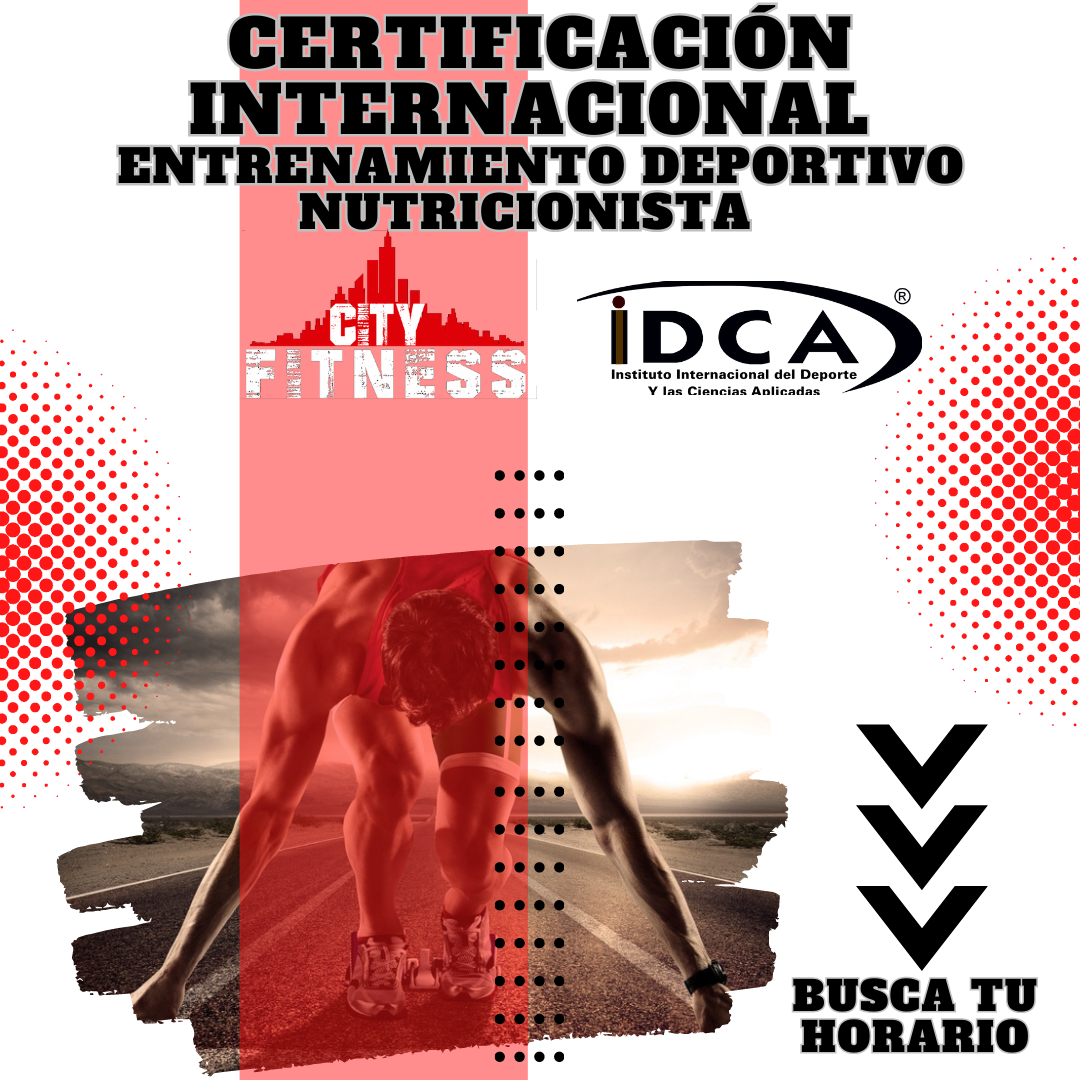 CERTIFICACIÓN
INTERNACIONAL
ENTRENAMIENTO DEPORTIVO
NUTRICIONISTA
CITY
FITNESS
iDCA ®
Instituto Internacional del Deporte
Y las Ciencias Aplicadas
BUSCA TU
HORARIO